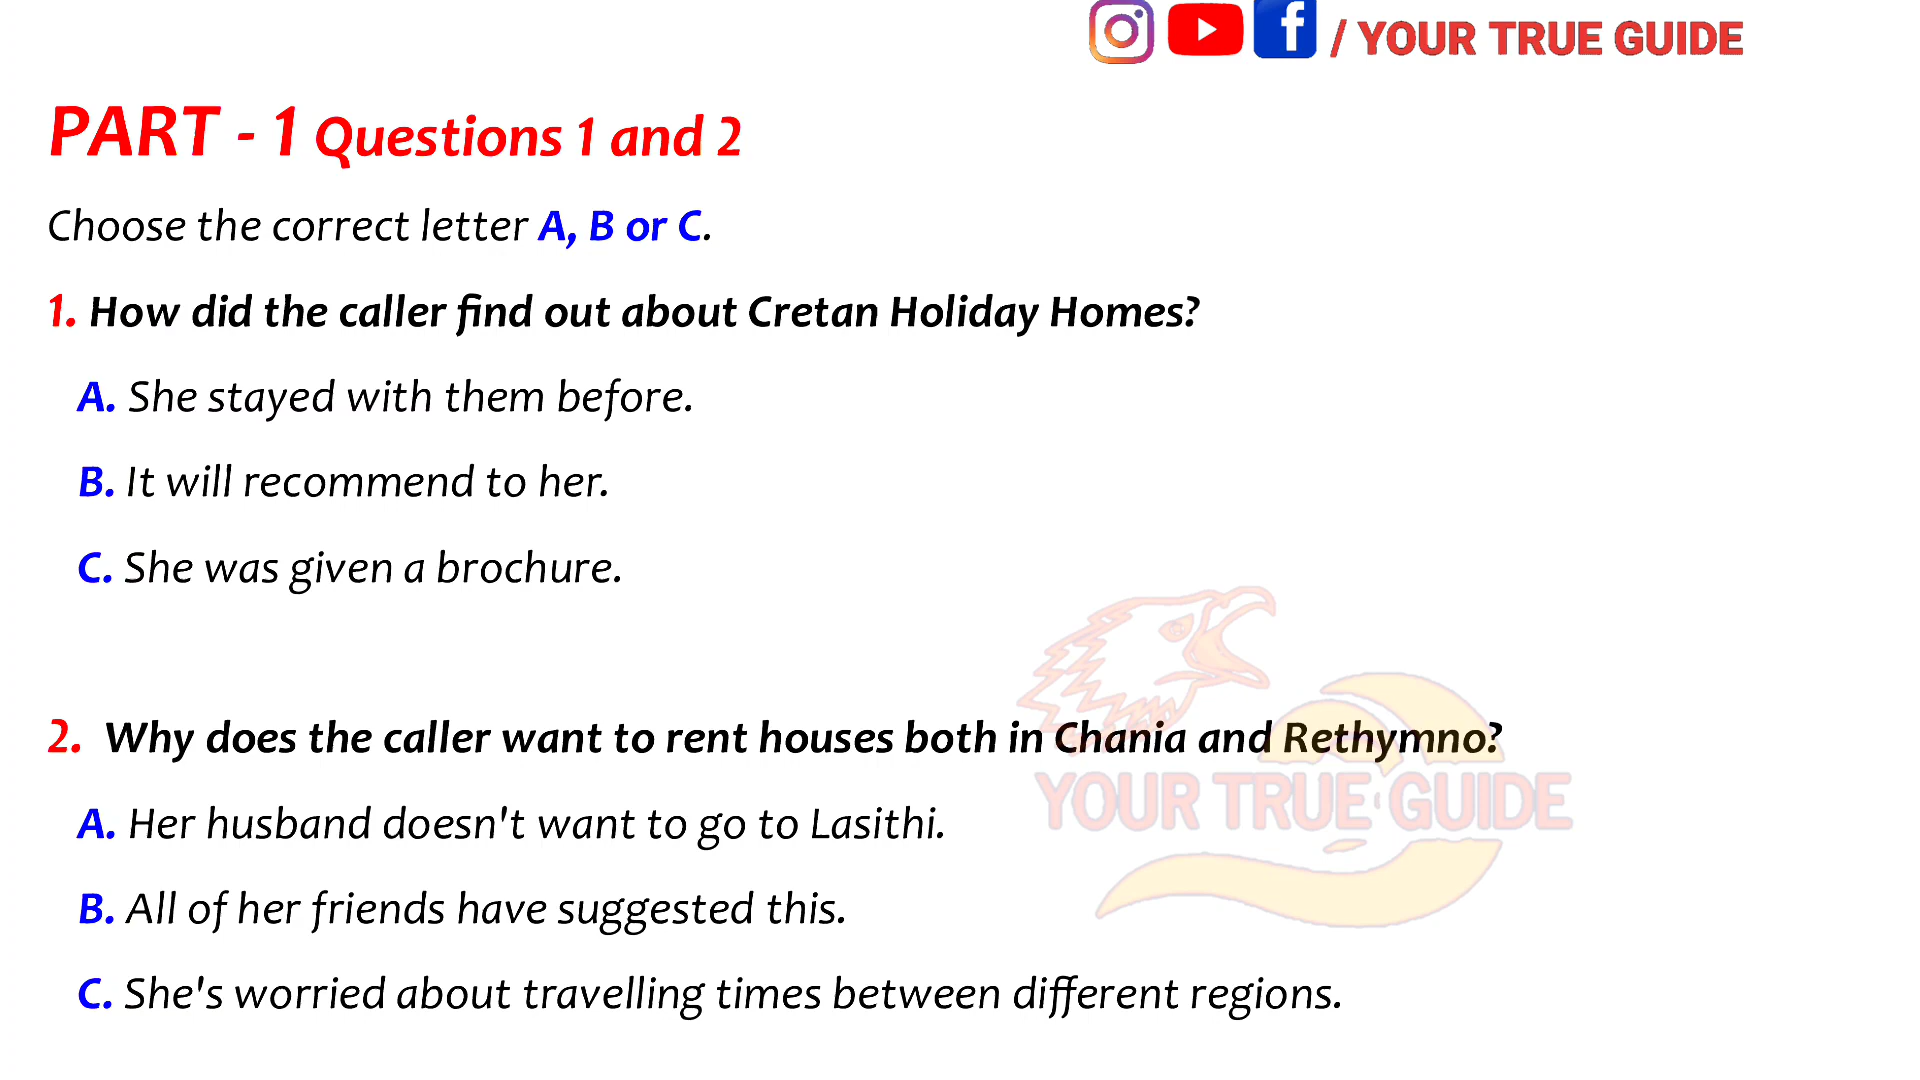 / YOUR TRUE GUIDE
PART - 1 Questions 1 and 2
Choose the correct letter A, B or C.
1. How did the caller find out about Cretan Holiday Homes?
A. She stayed with them before.
B. It will recommend to her.
C. She was given a brochure.
2. Why does the caller want to rent houses both in Chania and Rethymno?
YOUR TRUE GUIDE
A. Her husband doesn't want to go to Lasithi.
B. All of her friends have suggested this.
C. She's worried about travelling times between different regions.